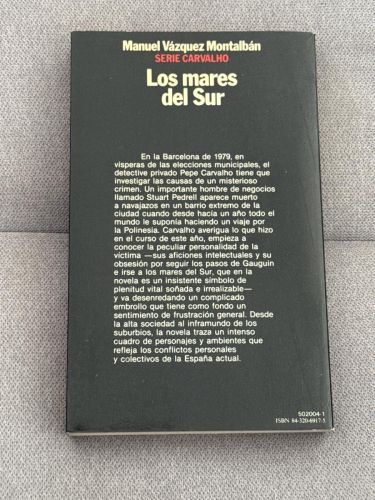 Manuel Vázquez Montalbán
SERIE CARVALHO
Los mares
del Sur
En la Barcelona de 1979, en
vísperas de las elecciones municipales, el
detective privado Pepe Carvalho tiene que
investigar las causas de un misterioso
crimen. Un importante hombre de negocios
llamado Stuart Pedrell aparece muerto
a navajazos en un barrio extremo de la
ciudad cuando desde hacía un año todo el
mundo le suponía haciendo un viaje por
la Polinesia. Carvalho averigua lo que hizo
en el curso de este año, empieza a
conocer la peculiar personalidad de la
víctima —sus aficiones intelectuales y su
obsesión por seguir los pasos de Gauguin
e irse a los mares del Sur, que en la
novela es un insistente símbolo de
plenitud vital soñada e irrealizable—
y va desenredando un complicado
embrollo que tiene como fondo un
sentimiento de frustración general. Desde
la alta sociedad al inframundo de los
suburbios, la novela traza un intenso
cuadro de personajes y ambientes que
refleja los conflictos personales
y colectivos de la España actual.
502004-1
ISBN 84-320-6917-5